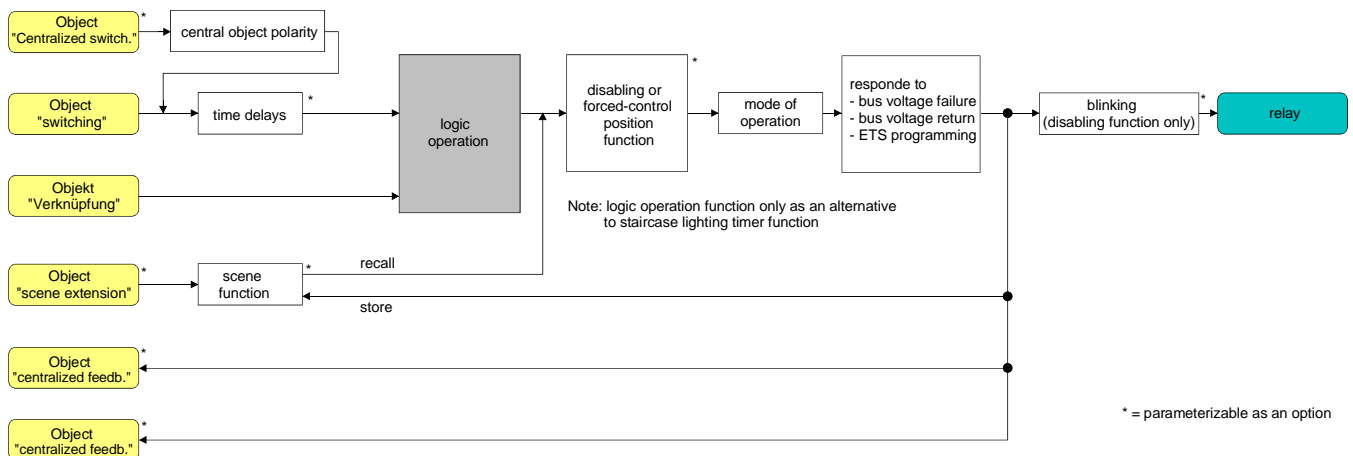 Object
"Centralized switch."
*
central object polarity
Object
"switching"
time delays
*
logic
operation
disabling or
forced-control
position
function
*
mode of
operation
responde to
- bus voltage failure
- bus voltage return
- ETS programming
blinking
(disabling function only)
*
relay
Objekt
"Verknüpfung"
Note: logic operation function only as an alternative
to staircase lighting timer function
Object
"scene extension"
*
scene
function
*
recall
store
Object
"centralized feedb."
*
Object
"centralized feedb."
*
* = parameterizable as an option